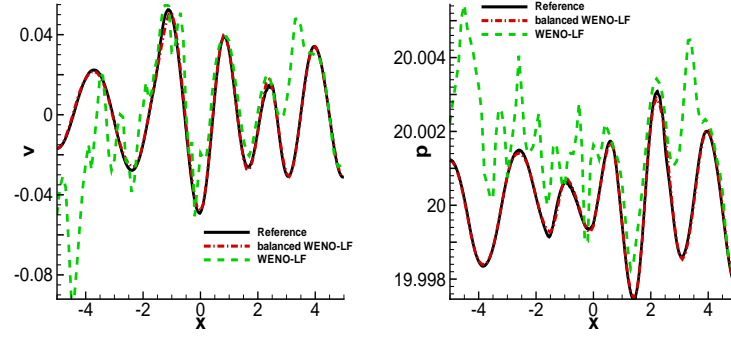 0.04
0
-0.04
-0.08
v
Reference
balanced WENO-LF
WENO-LF
-4 -2 0 2 4
x
Reference
balanced WENO-LF
WENO-LF
20.004
20.002
20
19.998
p
-4 -2 0 2 4
x